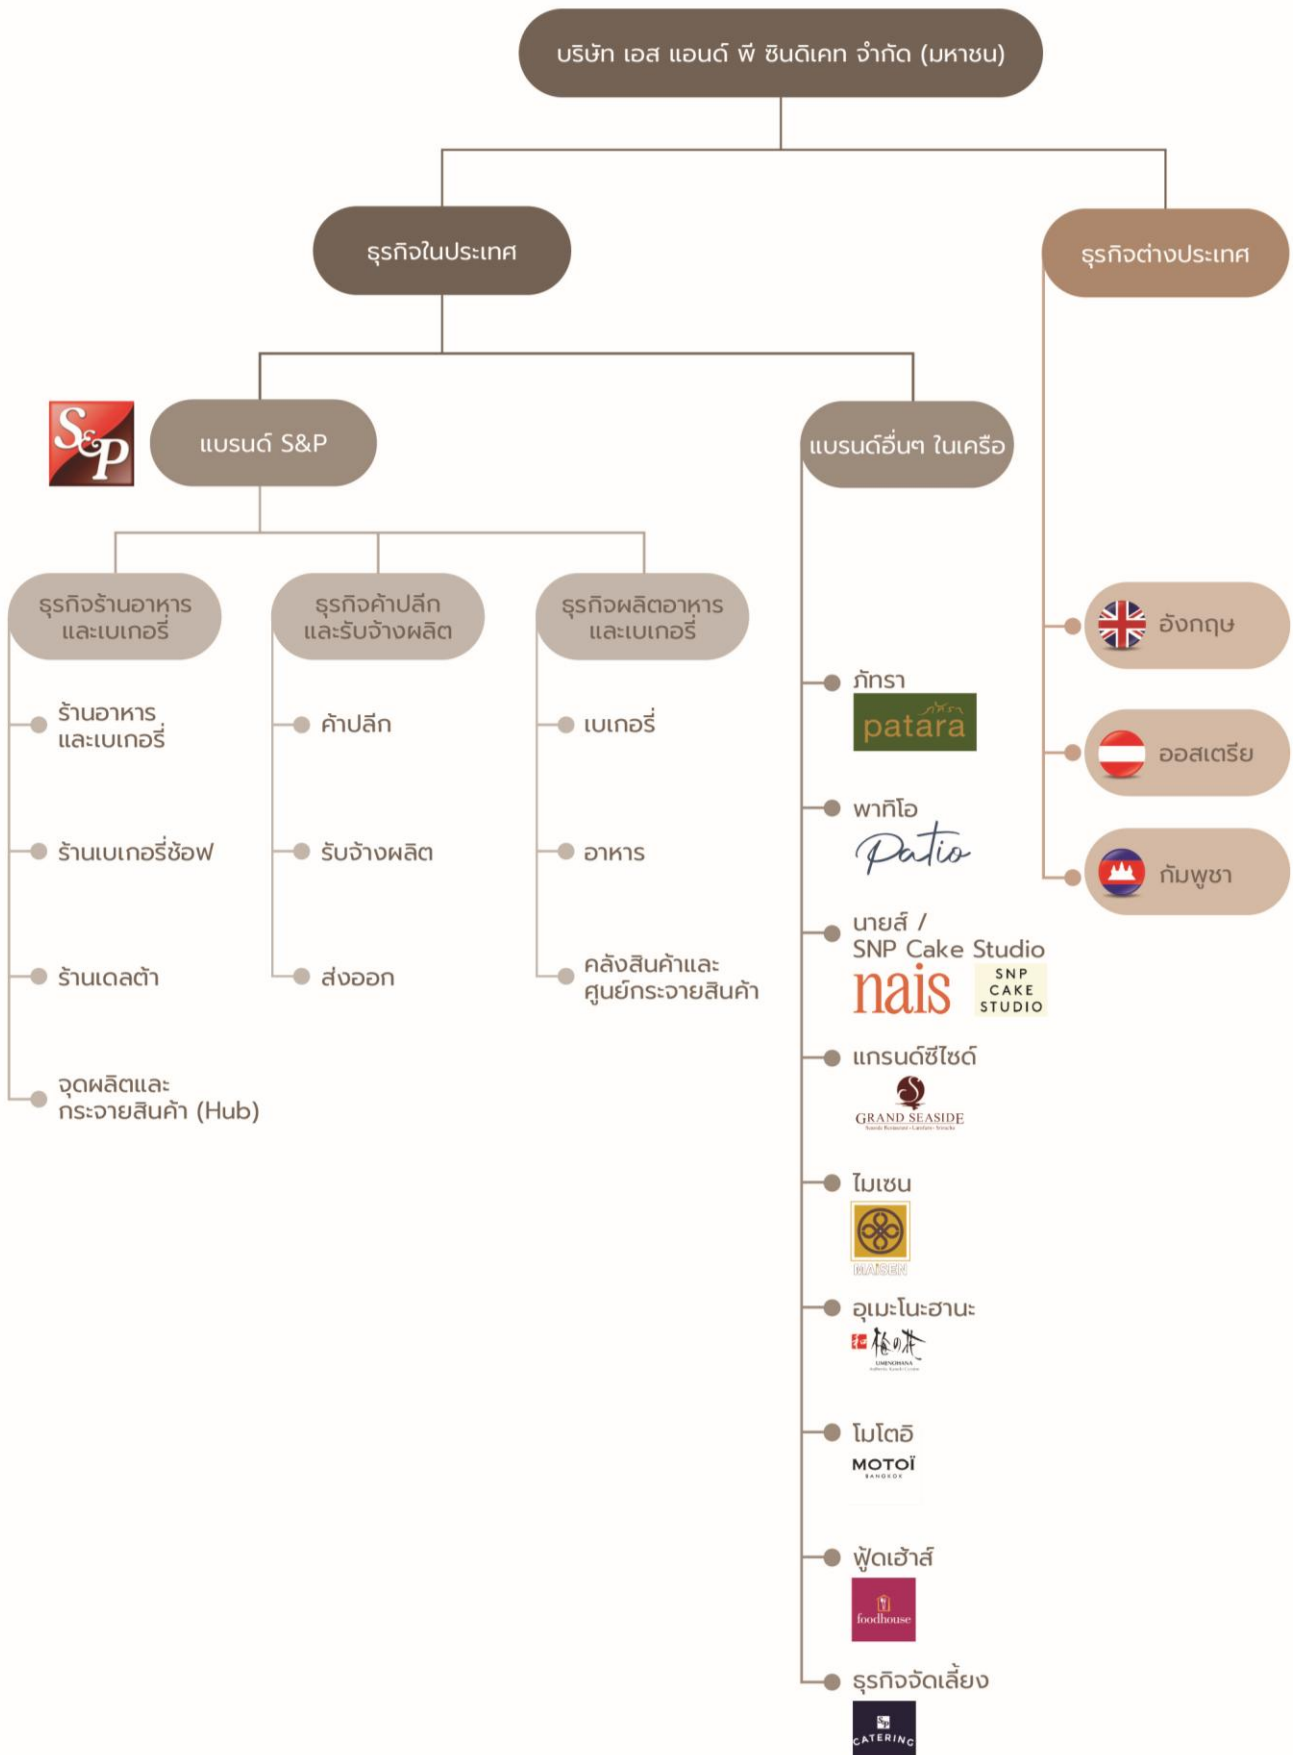 บริษัท เอส แอนด์ พี ซินดิเคท จำกัด (มหาชน)
ธุรกิจในประเทศ
ธุรกิจต่างประเทศ
S&P
แบรนด์ S&P
แบรนด์อื่นๆ ในเครือ
ธุรกิจร้านอาหาร
และเบเกอรี่
ร้านอาหาร
และเบเกอรี่
ร้านเบเกอรี่ช้อฟ
ร้านเดลต้า
จุดผลิตและ
กระจายสินค้า (Hub)
ธุรกิจค้าปลีก
และรับจ้างผลิต
ค้าปลีก
รับจ้างผลิต
ส่งออก
ธุรกิจผลิตอาหาร
และเบเกอรี่
เบเกอรี่
อาหาร
คลังสินค้าและ
ศูนย์กระจายสินค้า
ภัทรา
ภัทรา
patara
พาทิโอ
Patio
นายส์ /
SNP Cake Studio
nais
SNP
CAKE
STUDIO
แกรนด์ซีไซด์
S
GRAND SEASIDE
ไมเซน
MAiSEN
อุเมะโนะฮานะ
和 梅の花
UMENOHANA
โมโตอิ
MOTOÏ
BANGKOK
ฟู้ดเฮ้าส์
foodhouse
ธุรกิจจัดเลี้ยง
S&P
CATERING
อังกฤษ
ออสเตรีย
กัมพูชา